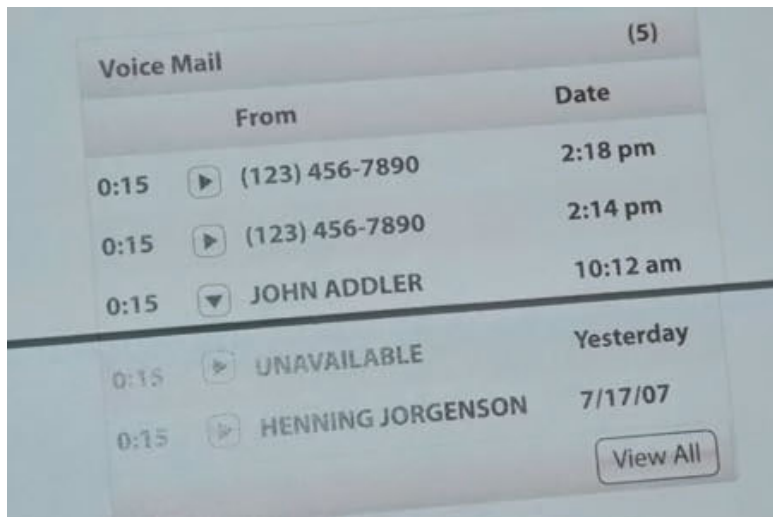 Voice Mail (5)
From Date
0:15 (123) 456-7890 2:18 pm
0:15 (123) 456-7890 2:14 pm
0:15 JOHN ADDLER 10:12 am
0:15 UNAVAILABLE Yesterday
0:15 HENNING JORGENSON 7/17/07
View All